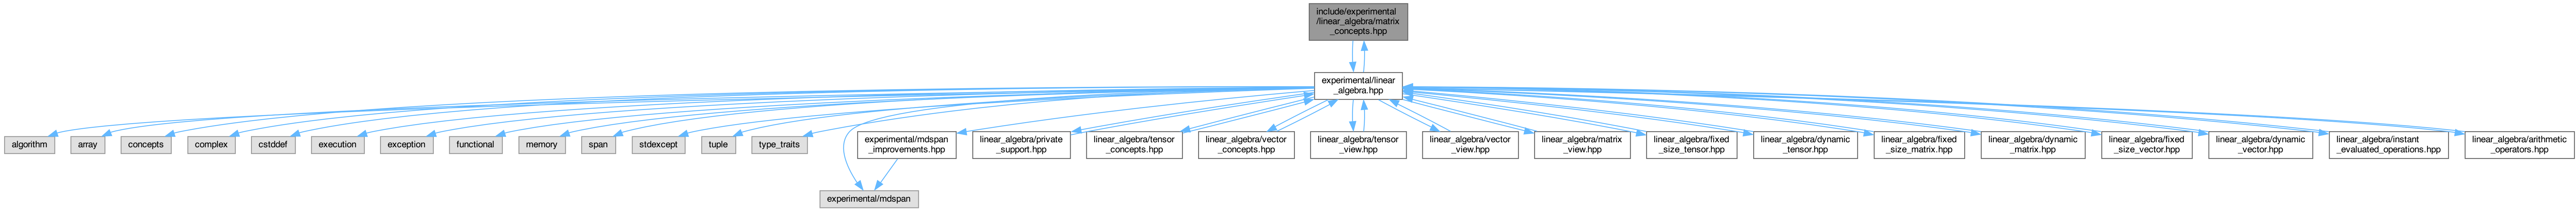 include/experimental
/linear_algebra/matrix
_concepts.hpp
experimental/linear
_algebra.hpp
algorithm
array
concepts
complex
cstddef
execution
exception
functional
memory
span
stdexcept
tuple
type_traits
experimental/mdspan
_improvements.hpp
linear_algebra/private
_support.hpp
linear_algebra/tensor
_concepts.hpp
linear_algebra/vector
_concepts.hpp
linear_algebra/tensor
_view.hpp
linear_algebra/vector
_view.hpp
linear_algebra/matrix
_view.hpp
linear_algebra/fixed
_size_tensor.hpp
linear_algebra/dynamic
_tensor.hpp
linear_algebra/fixed
_size_matrix.hpp
linear_algebra/dynamic
_matrix.hpp
linear_algebra/fixed
_size_vector.hpp
linear_algebra/dynamic
_vector.hpp
linear_algebra/instant
_evaluated_operations.hpp
linear_algebra/arithmetic
_operators.hpp
experimental/mdspan